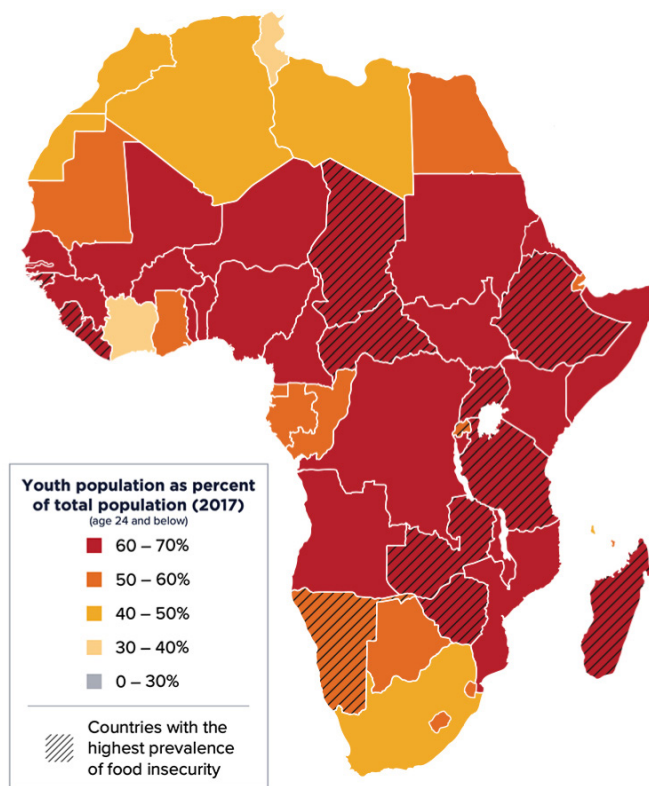 Youth population as percent
of total population (2017)
(age 24 and below)
60 – 70%
50 – 60%
40 – 50%
30 – 40%
0 – 30%
Countries with the
highest prevalence
of food insecurity